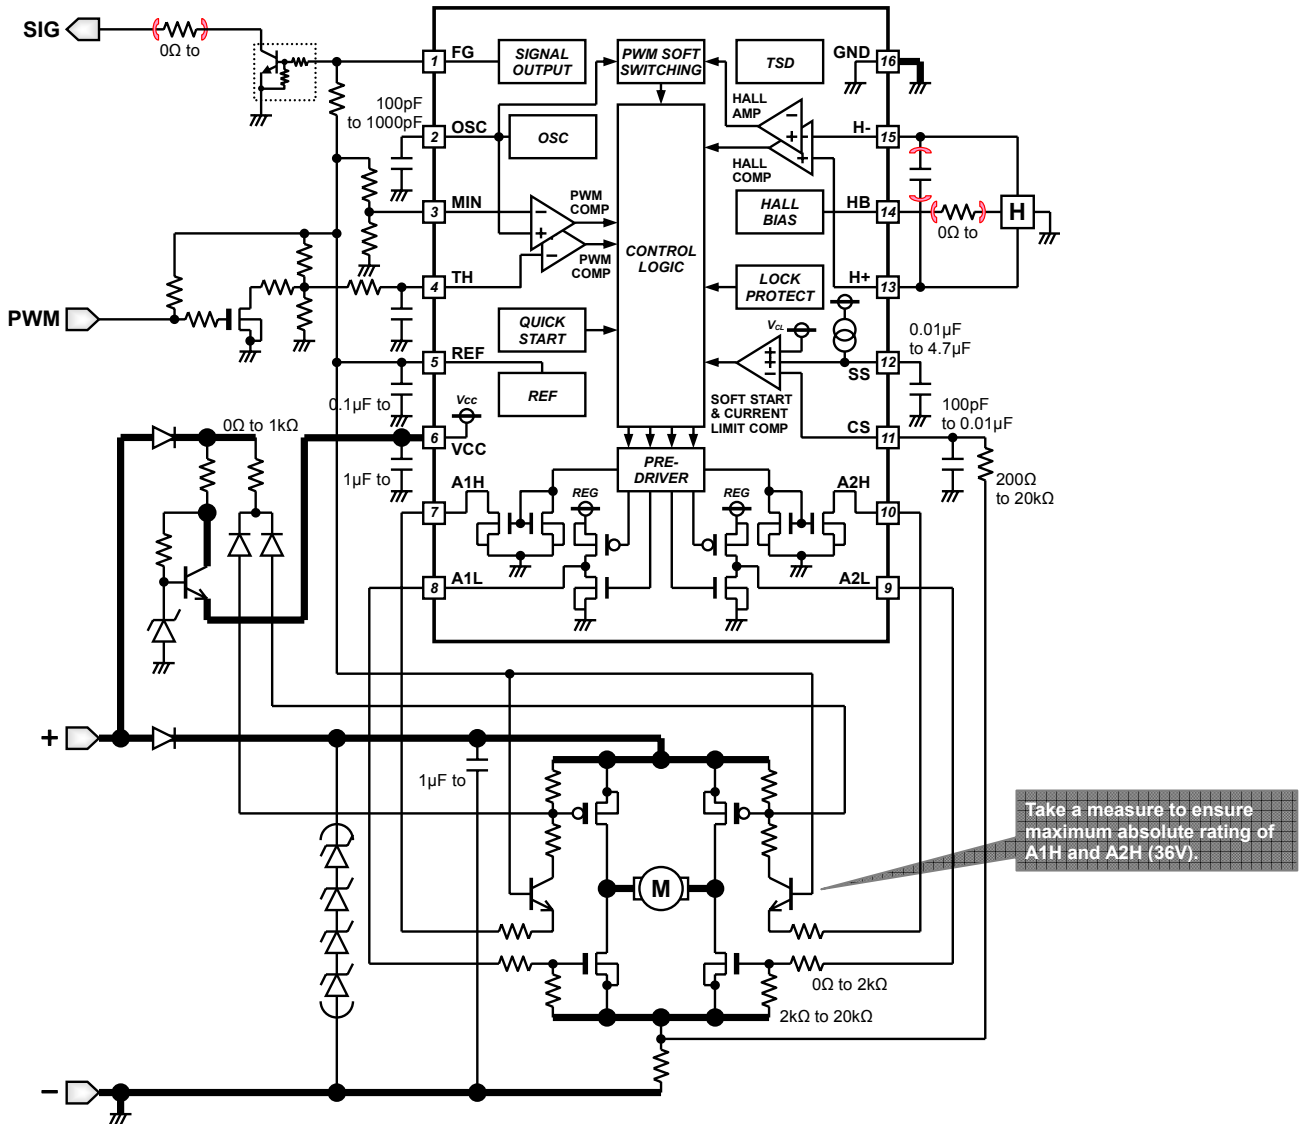 SIG
0Ω to
1
FG
SIGNAL
OUTPUT
PWM SOFT
SWITCHING
TSD
GND
16
100pF
to 1000pF
2
OSC
OSC
HALL
AMP
HALL
COMP
H-
15
3
MIN
PWM
COMP
PWM
COMP
CONTROL
LOGIC
HALL
BIAS
HB
14
0Ω to
H
4
TH
LOCK
PROTECT
H+
13
PWM
QUICK
START
VCL
0.01µF
to 4.7µF
5
REF
REF
SS
12
0.1µF to
SOFT START
& CURRENT
LIMIT COMP
100pF
to 0.01µF
0Ω to 1kΩ
Vcc
6
VCC
CS
11
1µF to
PRE-
DRIVER
200Ω
to 20kΩ
A1H
7
REG
REG
A2H
10
8
A1L
A2L
9
+
1µF to
Take a measure to ensure
maximum absolute rating of
A1H and A2H (36V).
M
0Ω to 2kΩ
2kΩ to 20kΩ
−